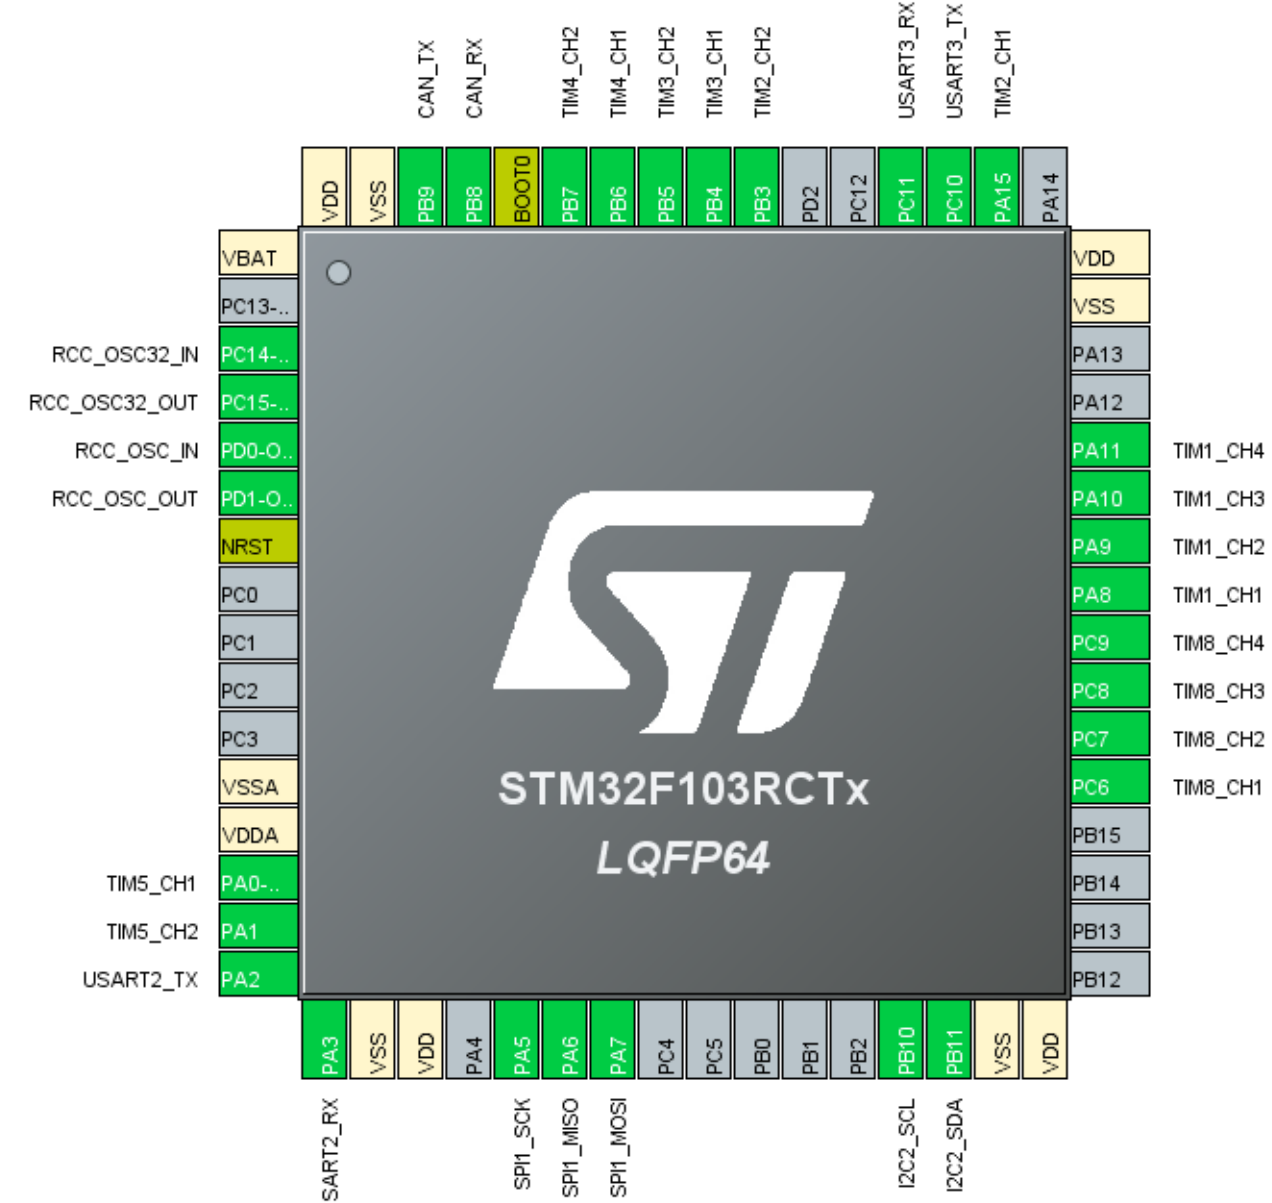 CAN_TX
CAN_RX
TIM4_CH2
TIM4_CH1
TIM3_CH2
TIM3_CH1
TIM2_CH2
USART3_RX
USART3_TX
TIM2_CH1
VDD
VSS
PB9
PB8
BOOT0
PB7
PB6
PB5
PB4
PB3
PD2
PC12
PC11
PC10
PA15
PA14
VBAT
PC13-..
RCC_OSC32_IN PC14-..
RCC_OSC32_OUT PC15-..
RCC_OSC_IN PD0-O..
RCC_OSC_OUT PD1-O..
NRST
PC0
PC1
PC2
PC3
VSSA
VDDA
TIM5_CH1 PA0-..
TIM5_CH2 PA1
USART2_TX PA2
ST
STM32F103RCTx
LQFP64
VDD
VSS
PA13
PA12
PA11 TIM1_CH4
PA10 TIM1_CH3
PA9 TIM1_CH2
PA8 TIM1_CH1
PC9 TIM8_CH4
PC8 TIM8_CH3
PC7 TIM8_CH2
PC6 TIM8_CH1
PB15
PB14
PB13
PB12
PA3
VSS
VDD
PA4
PA5
PA6
PA7
PC4
PC5
PB0
PB1
PB2
PB10
PB11
VSS
VDD
SART2_RX
SPI1_SCK
SPI1_MISO
SPI1_MOSI
I2C2_SCL
I2C2_SDA